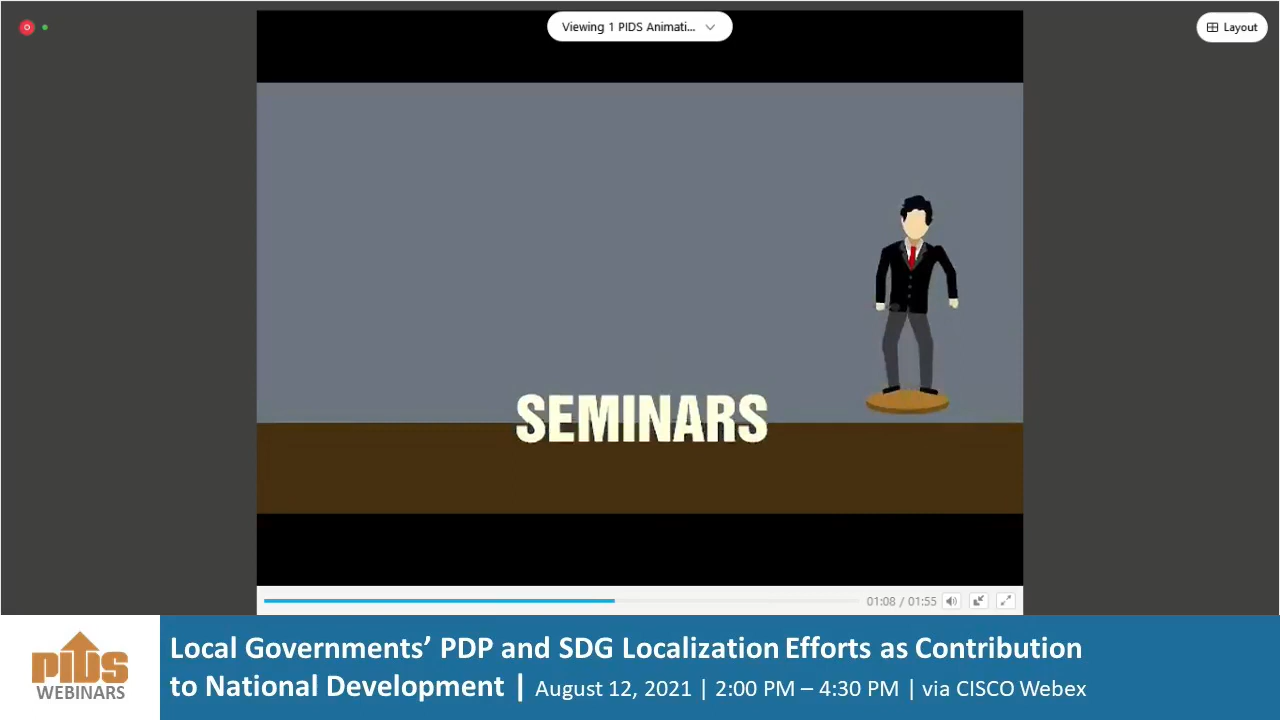 Viewing 1 PIDS Animati...
Layout
SEMINARS
01:08 / 01:55
PIDS
WEBINARS
Local Governments’ PDP and SDG Localization Efforts as Contribution
to National Development | August 12, 2021 | 2:00 PM – 4:30 PM | via CISCO Webex